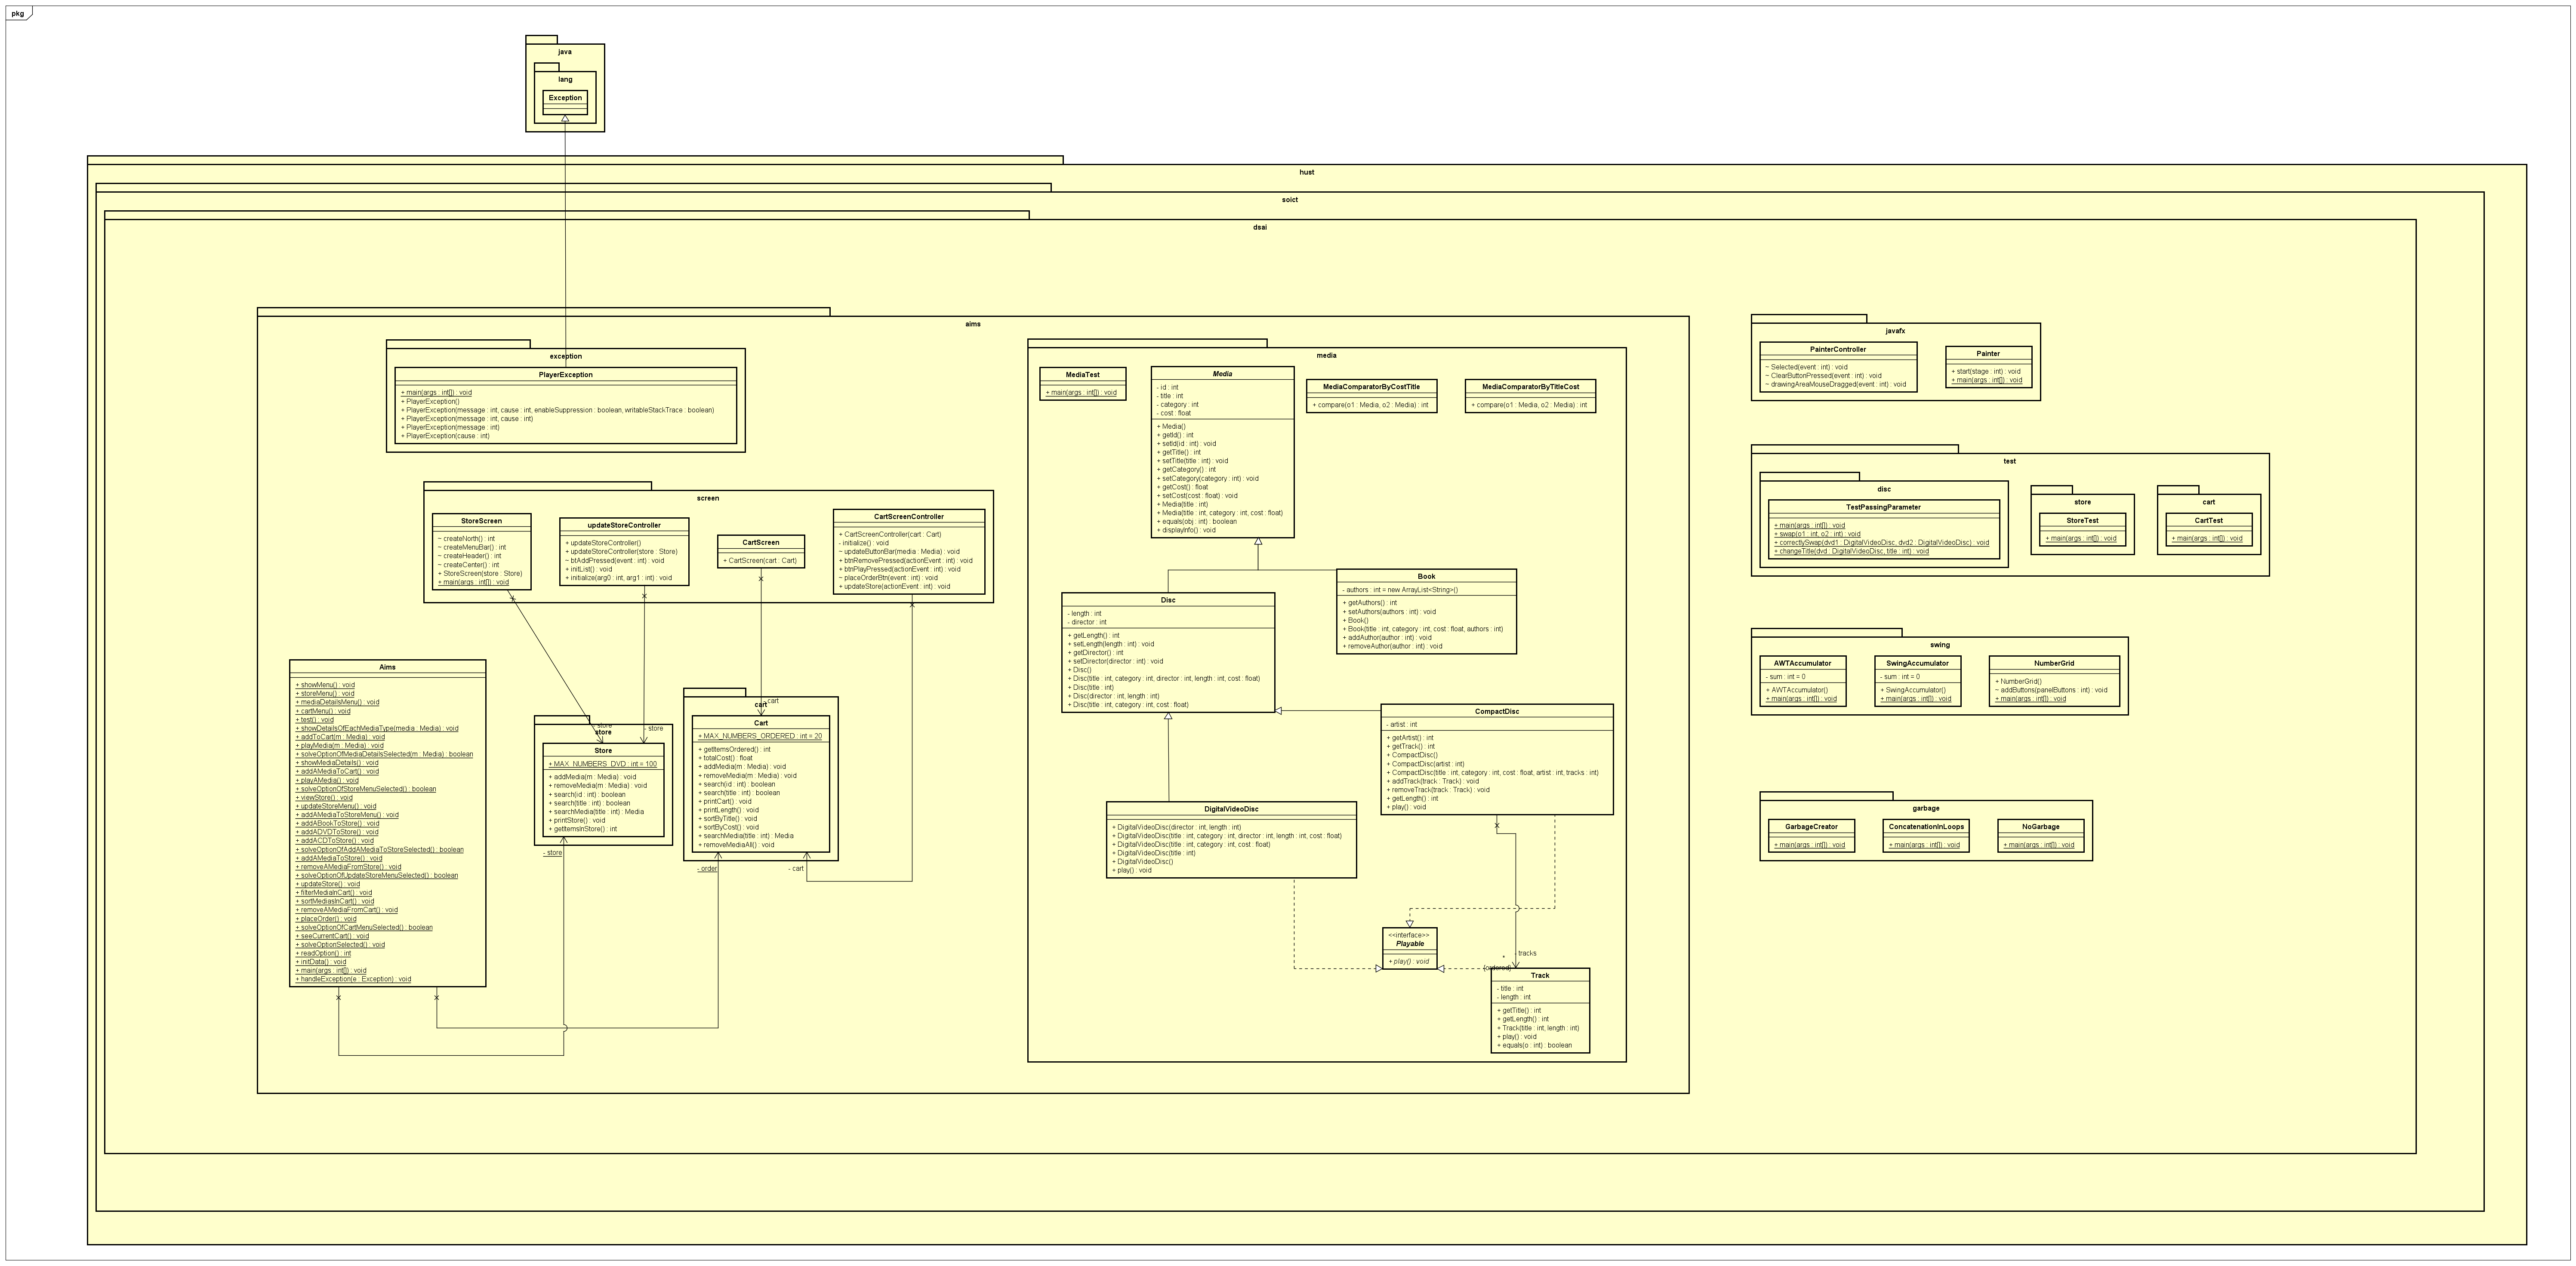 pkg
java
lang
Exception
hust
soict
dsai
aims
exception
PlayerException
+ main(args : int[]) : void
+ PlayerException()
+ PlayerException(message : int, cause : int, enableSuppression : boolean, writableStackTrace : boolean)
+ PlayerException(message : int, cause : int)
+ PlayerException(message : int)
+ PlayerException(cause : int)
screen
StoreScreen
~ createNorth() : int
~ createMenuBar() : int
~ createHeader() : int
~ createCenter() : int
+ StoreScreen(store : Store)
+ main(args : int[]) : void
updateStoreController
+ updateStoreController()
+ updateStoreController(store : Store)
~ btAddPressed(event : int) : void
+ initList() : void
+ initialize(arg0 : int, arg1 : int) : void
CartScreen
+ CartScreen(cart : Cart)
CartScreenController
+ CartScreenController(cart : Cart)
- initialize() : void
~ updateButtonBar(media : Media) : void
+ btnRemovePressed(actionEvent : int) : void
+ btnPlayPressed(actionEvent : int) : void
~ placeOrderBtn(event : int) : void
+ updateStore(actionEvent : int) : void
Aims
+ showMenu() : void
+ storeMenu() : void
+ mediaDetailsMenu() : void
+ cartMenu() : void
+ test() : void
+ showDetailsOfEachMediaType(media : Media) : void
+ addToCart(m : Media) : void
+ playMedia(m : Media) : void
+ solveOptionOfMediaDetailsSelected(m : Media) : boolean
+ showMediaDetails() : void
+ addAMediaToCart() : void
+ playAMedia() : void
+ solveOptionOfStoreMenuSelected() : boolean
+ viewStore() : void
+ updateStoreMenu() : void
+ addAMediaToStoreMenu() : void
+ addABookToStore() : void
+ addADVDToStore() : void
+ addACDToStore() : void
+ solveOptionOfAddAMediaToStoreSelected() : boolean
+ addAMediaToStore() : void
+ removeAMediaFromStore() : void
+ solveOptionOfUpdateStoreMenuSelected() : boolean
+ updateStore() : void
+ filterMediaInCart() : void
+ sortMediasInCart() : void
+ removeAMediaFromCart() : void
+ placeOrder() : void
+ solveOptionOfCartMenuSelected() : boolean
+ seeCurrentCart() : void
+ solveOptionSelected() : void
+ readOption() : int
+ initData() : void
+ main(args : int[]) : void
+ handleException(e : Exception) : void
- store
- store
store
Store
+ MAX_NUMBERS_DVD : int = 100
+ addMedia(m : Media) : void
+ removeMedia(m : Media) : void
+ search(id : int) : boolean
+ search(title : int) : boolean
+ searchMedia(title : int) : Media
+ printStore() : void
+ getItemsInStore() : int
- store
- cart
cart
Cart
+ MAX_NUMBERS_ORDERED : int = 20
+ getItemsOrdered() : int
+ totalCost() : float
+ addMedia(m : Media) : void
+ removeMedia(m : Media) : void
+ search(id : int) : boolean
+ search(title : int) : boolean
+ printCart() : void
+ printLength() : void
+ sortByTitle() : void
+ sortByCost() : void
+ searchMedia(title : int) : Media
+ removeMediaAll() : void
- order
- cart
media
MediaTest
+ main(args : int[]) : void
Media
- id : int
- title : int
- category : int
- cost : float
+ Media()
+ getId() : int
+ setId(id : int) : void
+ getTitle() : int
+ setTitle(title : int) : void
+ getCategory() : int
+ setCategory(category : int) : void
+ getCost() : float
+ setCost(cost : float) : void
+ Media(title : int)
+ Media(title : int, category : int, cost : float)
+ equals(obj : int) : boolean
+ displayInfo() : void
MediaComparatorByCostTitle
+ compare(o1 : Media, o2 : Media) : int
MediaComparatorByTitleCost
+ compare(o1 : Media, o2 : Media) : int
Disc
- length : int
- director : int
+ getLength() : int
+ setLength(length : int) : void
+ getDirector() : int
+ setDirector(director : int) : void
+ Disc()
+ Disc(title : int, category : int, director : int, length : int, cost : float)
+ Disc(title : int)
+ Disc(director : int, length : int)
+ Disc(title : int, category : int, cost : float)
Book
- authors : int = new ArrayList<String>()
+ getAuthors() : int
+ setAuthors(authors : int) : void
+ Book()
+ Book(title : int, category : int, cost : float, authors : int)
+ addAuthor(author : int) : void
+ removeAuthor(author : int) : void
CompactDisc
- artist : int
+ getArtist() : int
+ getTrack() : int
+ CompactDisc()
+ CompactDisc(artist : int)
+ CompactDisc(title : int, category : int, cost : float, artist : int, tracks : int)
+ addTrack(track : Track) : void
+ removeTrack(track : Track) : void
+ getLength() : int
+ play() : void
DigitalVideoDisc
+ DigitalVideoDisc(director : int, length : int)
+ DigitalVideoDisc(title : int, category : int, director : int, length : int, cost : float)
+ DigitalVideoDisc(title : int, category : int, cost : float)
+ DigitalVideoDisc(title : int)
+ DigitalVideoDisc()
+ play() : void
<<interface>>
Playable
+ play() : void
- tracks
*
{ordered}
Track
- title : int
- length : int
+ getTitle() : int
+ getLength() : int
+ Track(title : int, length : int)
+ play() : void
+ equals(o : int) : boolean
javafx
PainterController
~ Selected(event : int) : void
~ ClearButtonPressed(event : int) : void
~ drawingAreaMouseDragged(event : int) : void
Painter
+ start(stage : int) : void
+ main(args : int[]) : void
test
disc
TestPassingParameter
+ main(args : int[]) : void
+ swap(o1 : int, o2 : int) : void
+ correctlySwap(dvd1 : DigitalVideoDisc, dvd2 : DigitalVideoDisc) : void
+ changeTitle(dvd : DigitalVideoDisc, title : int) : void
store
StoreTest
+ main(args : int[]) : void
cart
CartTest
+ main(args : int[]) : void
swing
AWTAccumulator
- sum : int = 0
+ AWTAccumulator()
+ main(args : int[]) : void
SwingAccumulator
- sum : int = 0
+ SwingAccumulator()
+ main(args : int[]) : void
NumberGrid
+ NumberGrid()
~ addButtons(panelButtons : int) : void
+ main(args : int[]) : void
garbage
GarbageCreator
+ main(args : int[]) : void
ConcatenationInLoops
+ main(args : int[]) : void
NoGarbage
+ main(args : int[]) : void